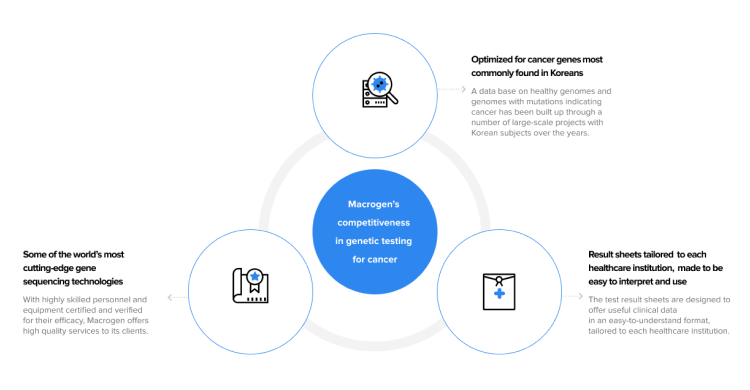 Optimized for cancer genes most
commonly found in Koreans
A data base on healthy genomes and
genomes with mutations indicating
cancer has been built up through a
number of large-scale projects with
Korean subjects over the years.
Macrogen's
competitiveness
in genetic testing
for cancer
Some of the world's most
cutting-edge gene
sequencing technologies
With highly skilled personnel and
equipment certified and verified
for their efficacy, Macrogen offers
high quality services to its clients.
Result sheets tailored to each
healthcare institution, made to be
easy to interpret and use
The test result sheets are designed to
offer useful clinical data
in an easy-to-understand format,
tailored to each healthcare institution.